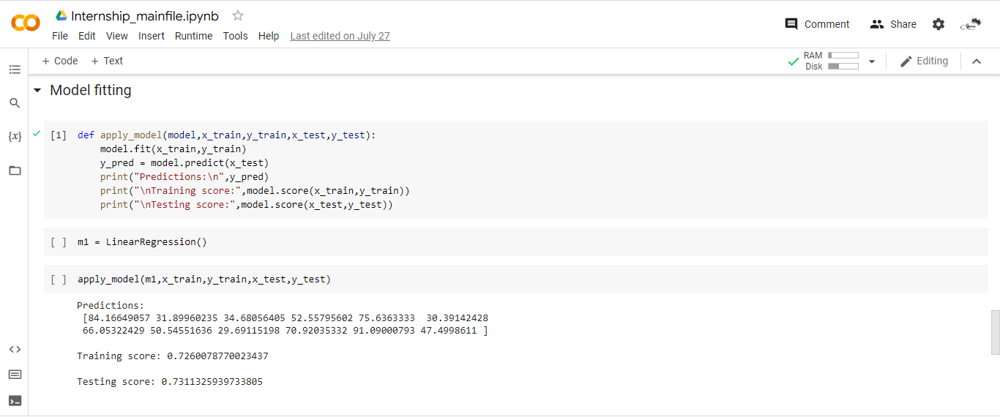 Internship_mainfile.ipynb
File Edit View Insert Runtime Tools Help Last edited on July 27
Comment Share
+ Code + Text
RAM
Disk
Editing
Model fitting
{x}
[1] def apply_model(model,x_train,y_train,x_test,y_test):
    model.fit(x_train,y_train)
    y_pred = model.predict(x_test)
    print("Predictions:\n",y_pred)
    print("\nTraining score:",model.score(x_train,y_train))
    print("\nTesting score:",model.score(x_test,y_test))
[ ] m1 = LinearRegression()
[ ] apply_model(m1,x_train,y_train,x_test,y_test)
Predictions:
 [84.16649057 31.89960235 34.68056405 52.55795602 75.6363333  30.39142428
 66.05322429 50.54551636 29.69115198 70.92035332 91.09000793 47.4998611 ]
Training score: 0.7260078770023437
Testing score: 0.7311325939733805